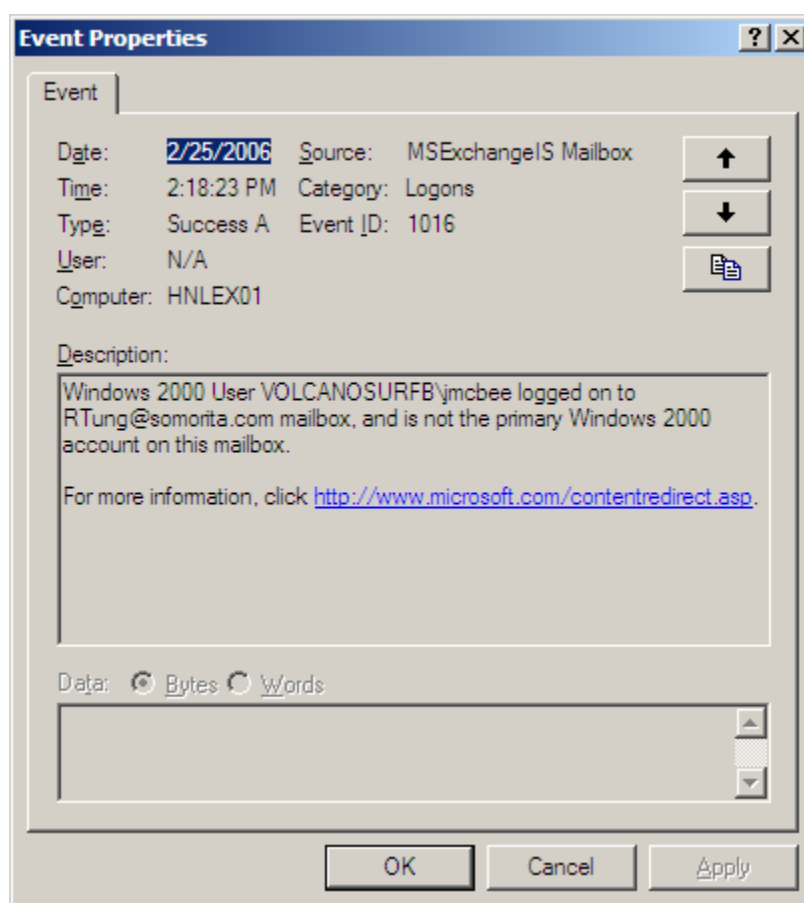 Event Properties
Event
Date: 2/25/2006 Source: MSExchangeIS Mailbox
Time: 2:18:23 PM Category: Logons
Type: Success A Event ID: 1016
User: N/A
Computer: HNLEX01
Description:
Windows 2000 User VOLCANOSURFB\jmcbee logged on to
RTung@somorita.com mailbox, and is not the primary Windows 2000
account on this mailbox.
For more information, click http://www.microsoft.com/contentredirect.asp.
Data: Bytes Words
OK Cancel Apply